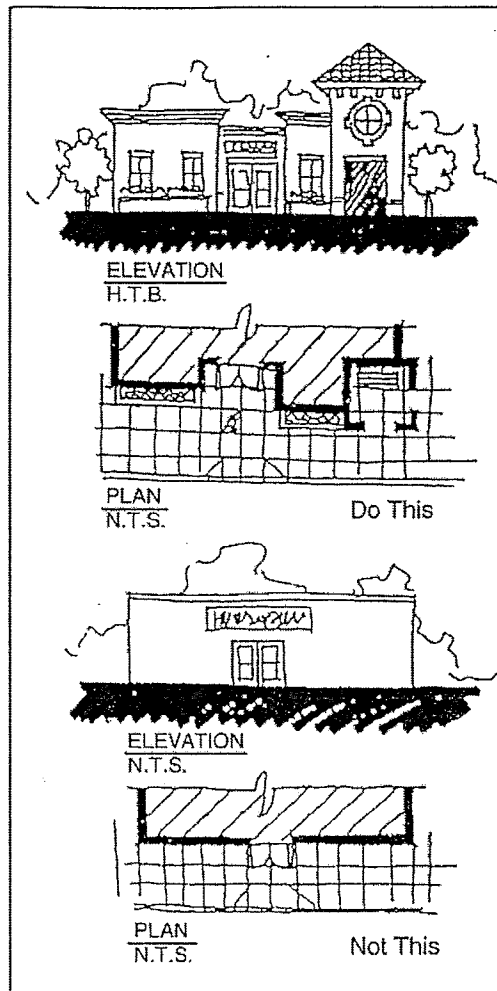 ELEVATION
H.T.B.
PLAN
N.T.S.
Do This
ELEVATION
N.T.S.
PLAN
N.T.S.
Not This